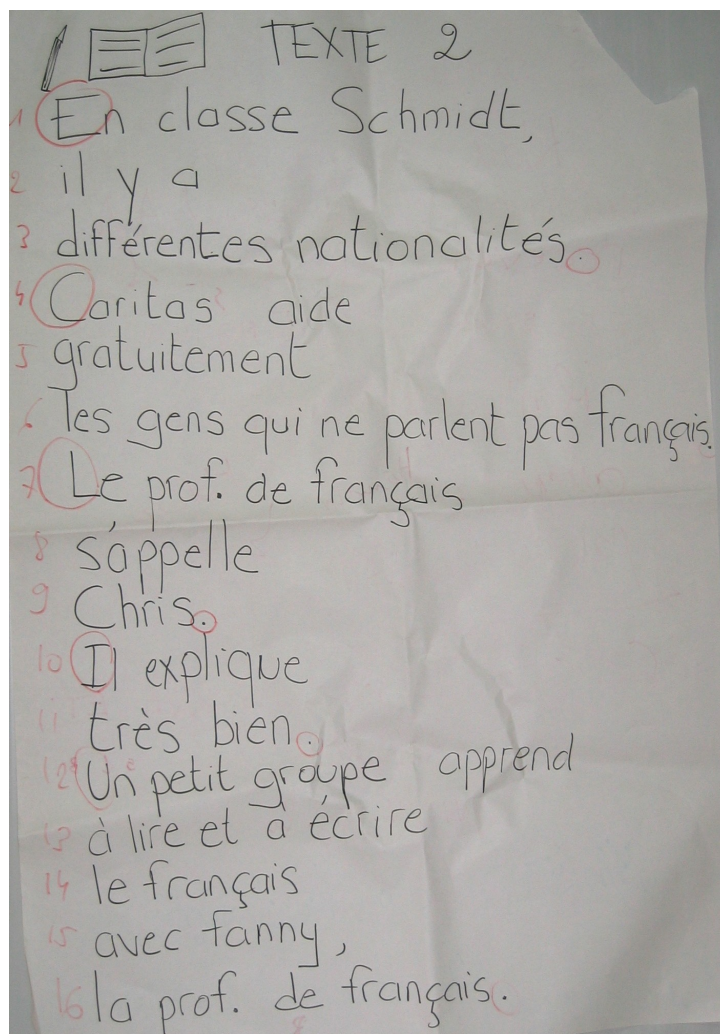 TEXTE 2
1 En classe Schmidt,
2 il y a
3 différentes nationalités.
4 Caritas aide
5 gratuitement
6 les gens qui ne parlent pas français.
7 Le prof. de français
8 s'appelle
9 Chris.
10 Il explique
11 très bien.
12 Un petit groupe apprend
13 à lire et à écrire
14 le français
15 avec fanny,
16 la prof. de français.